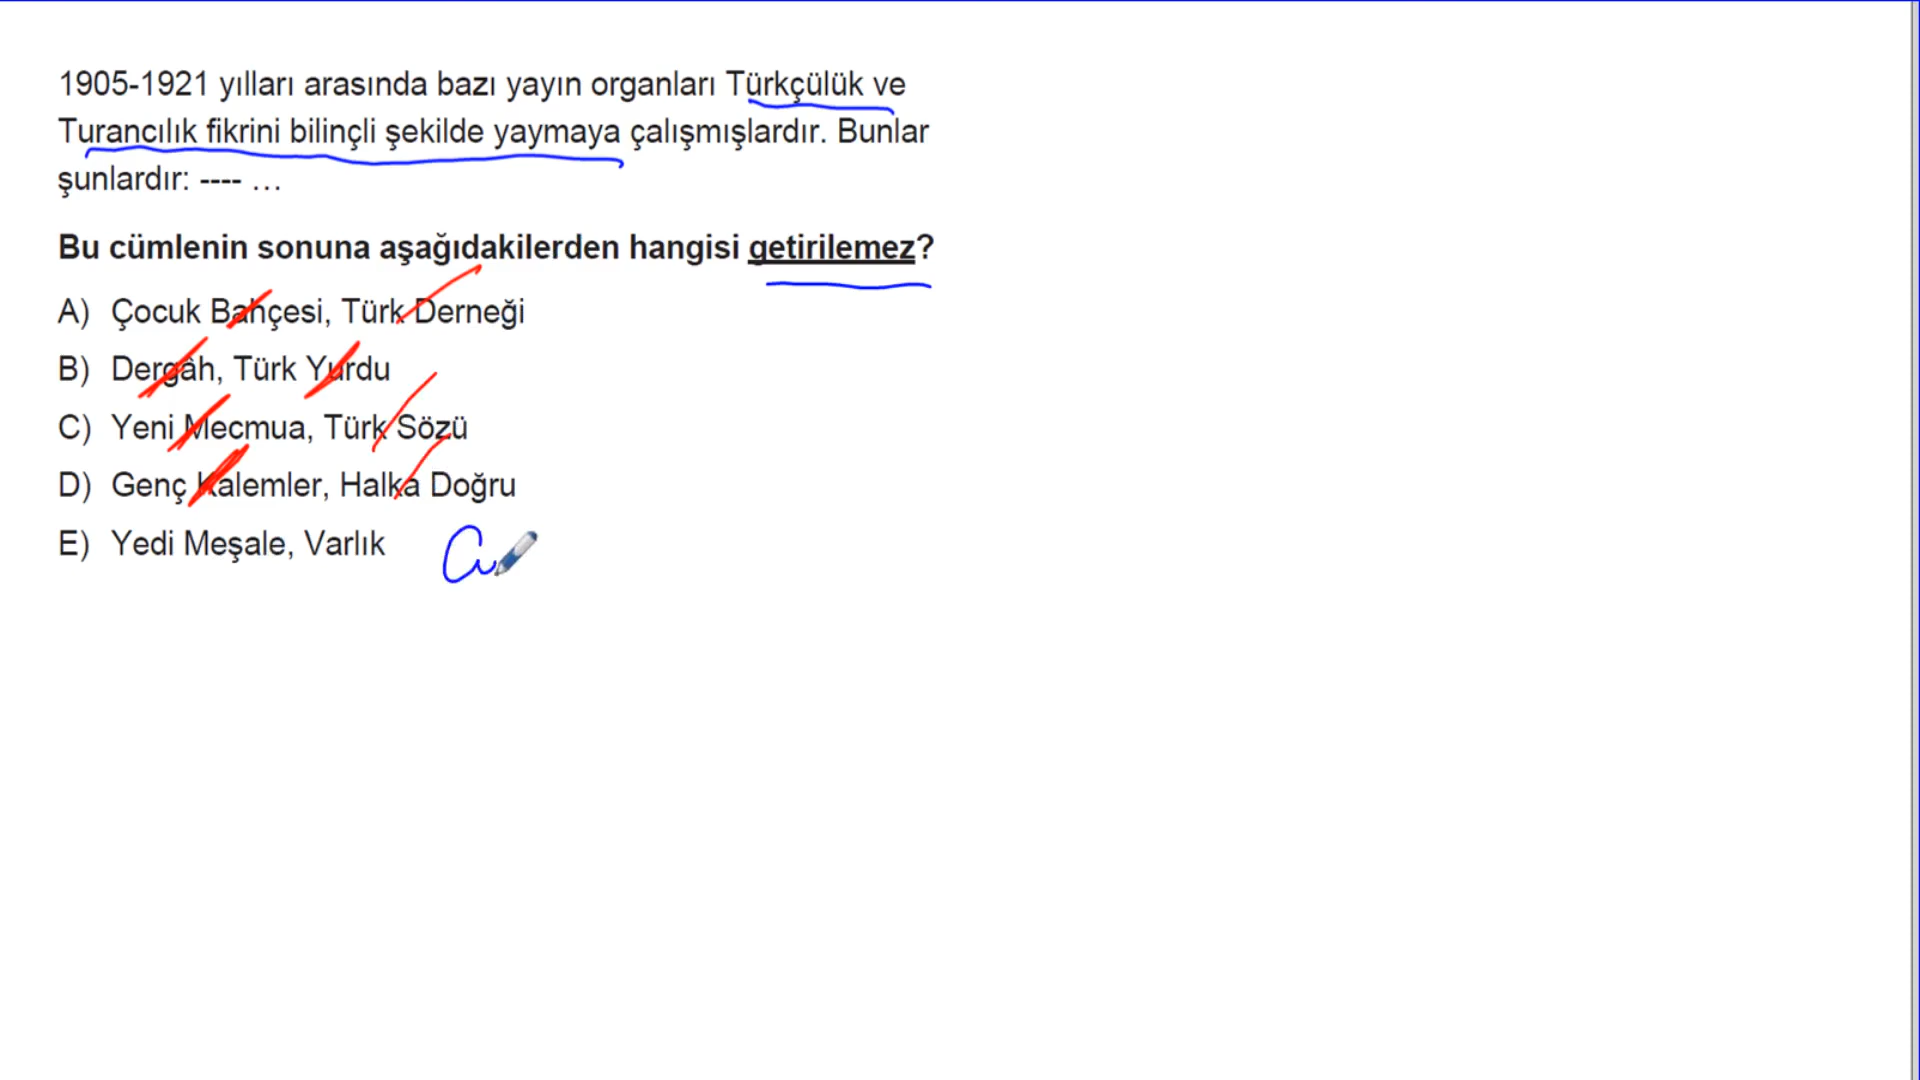 1905-1921 yılları arasında bazı yayın organları Türkçülük ve
Turancılık fikrini bilinçli şekilde yaymaya çalışmışlardır. Bunlar
şunlardır: ---- …
Bu cümlenin sonuna aşağıdakilerden hangisi getirilemez?
A) Çocuk Bahçesi, Türk Derneği
B) Dergâh, Türk Yurdu
C) Yeni Mecmua, Türk Sözü
D) Genç Kalemler, Halka Doğru
E) Yedi Meşale, Varlık